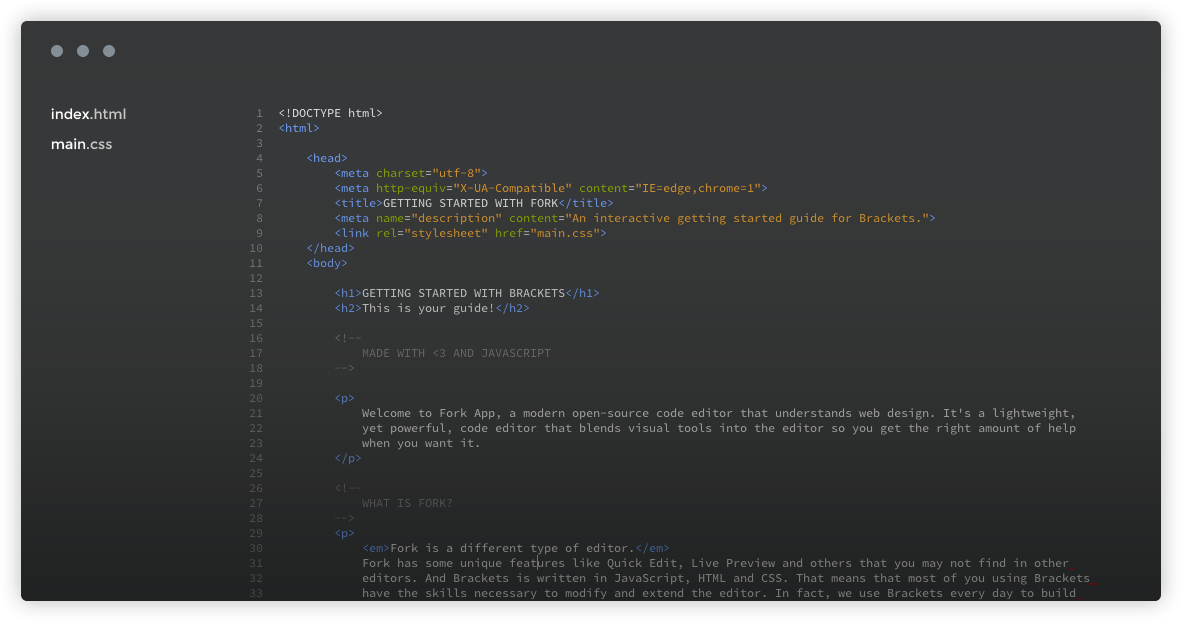 index.html
main.css
1 <!DOCTYPE html>
2 <html>
3
4 <head>
5 <meta charset="utf-8">
6 <meta http-equiv="X-UA-Compatible" content="IE=edge,chrome=1">
7 <title>GETTING STARTED WITH FORK</title>
8 <meta name="description" content="An interactive getting started guide for Brackets.">
9 <link rel="stylesheet" href="main.css">
10 </head>
11 <body>
12
13 <h1>GETTING STARTED WITH BRACKETS</h1>
14 <h2>This is your guide!</h2>
15
16 <!--
17 MADE WITH <3 AND JAVASCRIPT
18 -->
19
20 <p>
21 Welcome to Fork App, a modern open-source code editor that understands web design. It's a lightweight,
22 yet powerful, code editor that blends visual tools into the editor so you get the right amount of help
23 when you want it.
24 </p>
25
26 <!--
27 WHAT IS FORK?
28 -->
29 <p>
30 <em>Fork is a different type of editor.</em>
31 Fork has some unique features like Quick Edit, Live Preview and others that you may not find in other
32 editors. And Brackets is written in JavaScript, HTML and CSS. That means that most of you using Brackets
33 have the skills necessary to modify and extend the editor. In fact, we use Brackets every day to build